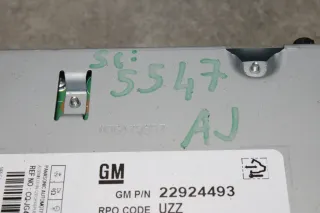 SC:
5547
AJ
GM
GM P/N 22924493
RPO CODE UZZ